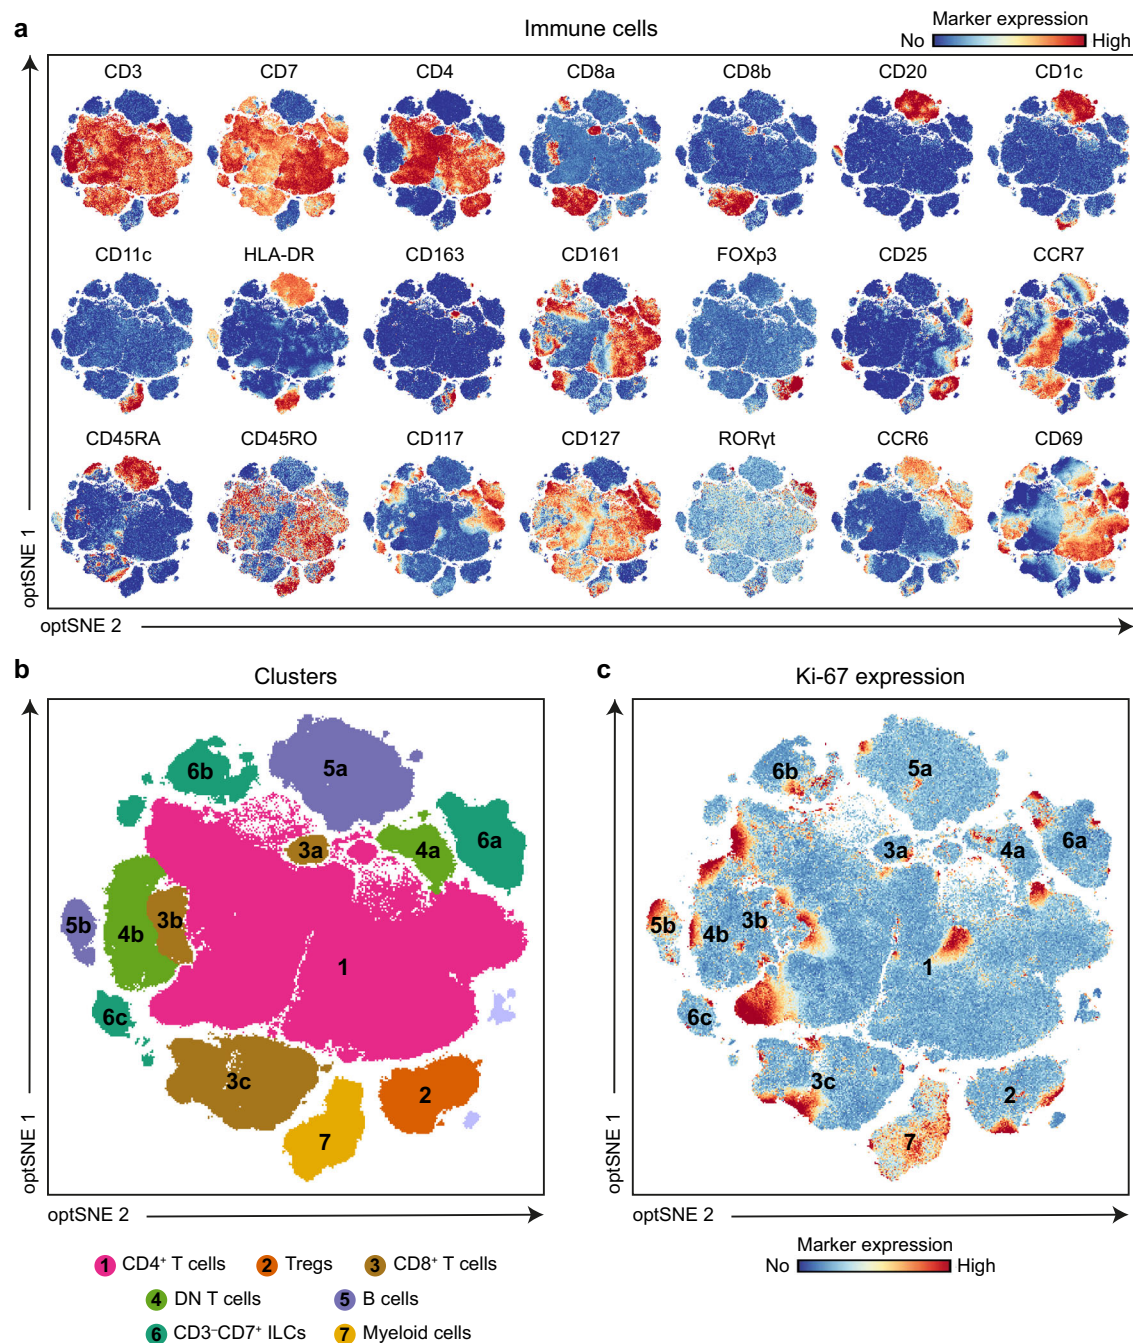 a
Immune cells
Marker expression
No High
CD3 CD7 CD4 CD8a CD8b CD20 CD1c
CD11c HLA-DR CD163 CD161 FOXp3 CD25 CCR7
CD45RA CD45RO CD117 CD127 RORγt CCR6 CD69
optSNE 1
optSNE 2
b
Clusters
6b 5a 3a 4a 6a 5b 4b 3b 1 6c 3c 2 7
optSNE 1
optSNE 2
1 CD4⁺ T cells 2 Tregs 3 CD8⁺ T cells
4 DN T cells 5 B cells
6 CD3⁻CD7⁺ ILCs 7 Myeloid cells
c
Ki-67 expression
6b 5a 3a 4a 6a 5b 4b 3b 1 6c 3c 2 7
optSNE 1
optSNE 2
Marker expression
No High